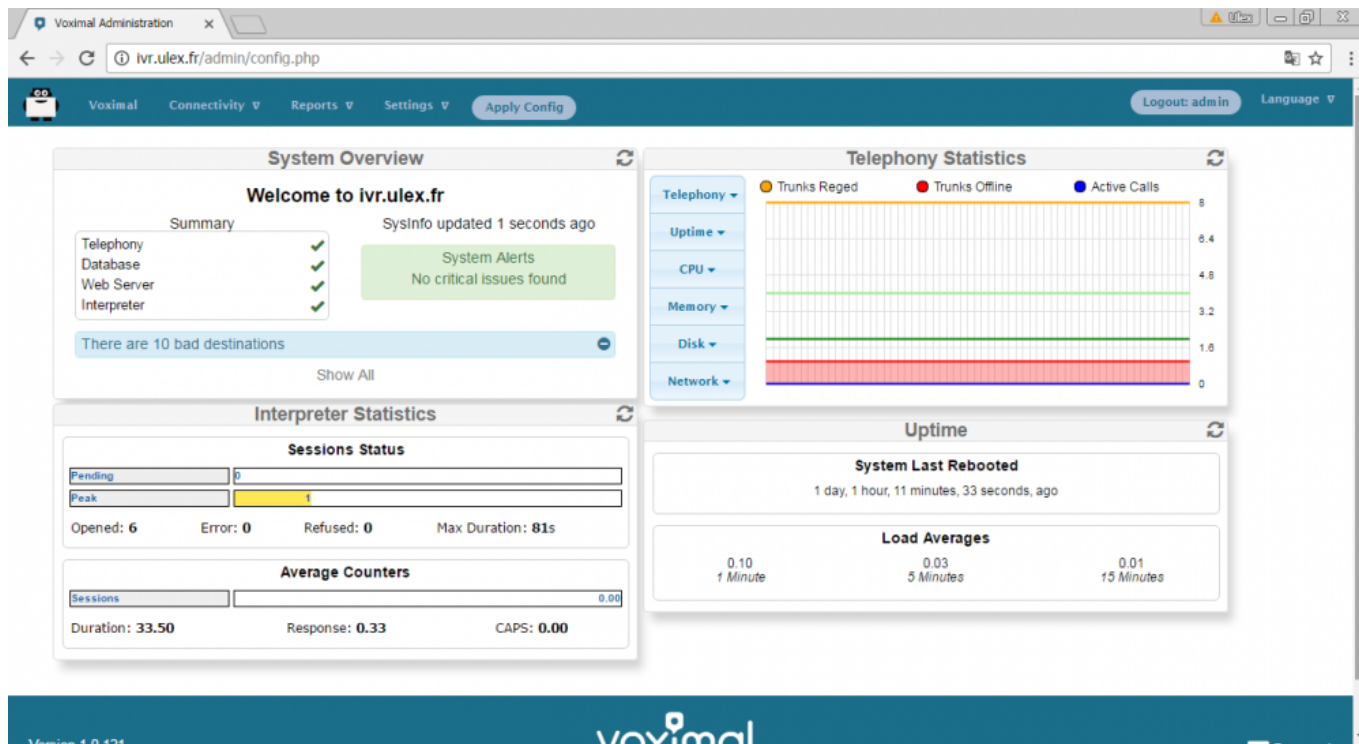 Voximal Administration
Ulex
ivr.ulex.fr/admin/config.php
Voximal Connectivity Reports Settings Apply Config Logout: admin Language
System Overview
Welcome to ivr.ulex.fr
Summary
Telephony
Database
Web Server
Interpreter
SysInfo updated 1 seconds ago
System Alerts
No critical issues found
There are 10 bad destinations
Show All
Telephony Statistics
Telephony
Uptime
CPU
Memory
Disk
Network
Trunks Reged Trunks Offline Active Calls
8
6.4
4.8
3.2
1.6
0
Interpreter Statistics
Sessions Status
Pending 0
Peak 1
Opened: 6 Error: 0 Refused: 0 Max Duration: 81s
Average Counters
Sessions 0.00
Duration: 33.50 Response: 0.33 CAPS: 0.00
Uptime
System Last Rebooted
1 day, 1 hour, 11 minutes, 33 seconds, ago
Load Averages
0.10 0.03 0.01
1 Minute 5 Minutes 15 Minutes
Version 1.0.121
voximal